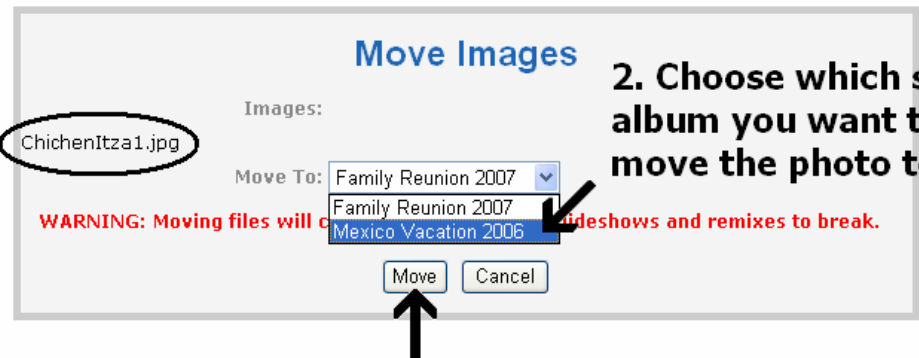 Move Images
2. Choose which
album you want
move the photo
Images:
ChichenItza1.jpg
Move To: Family Reunion 2007
Family Reunion 2007
Mexico Vacation 2006
WARNING: Moving files will ideshows and remixes to break.
Move Cancel